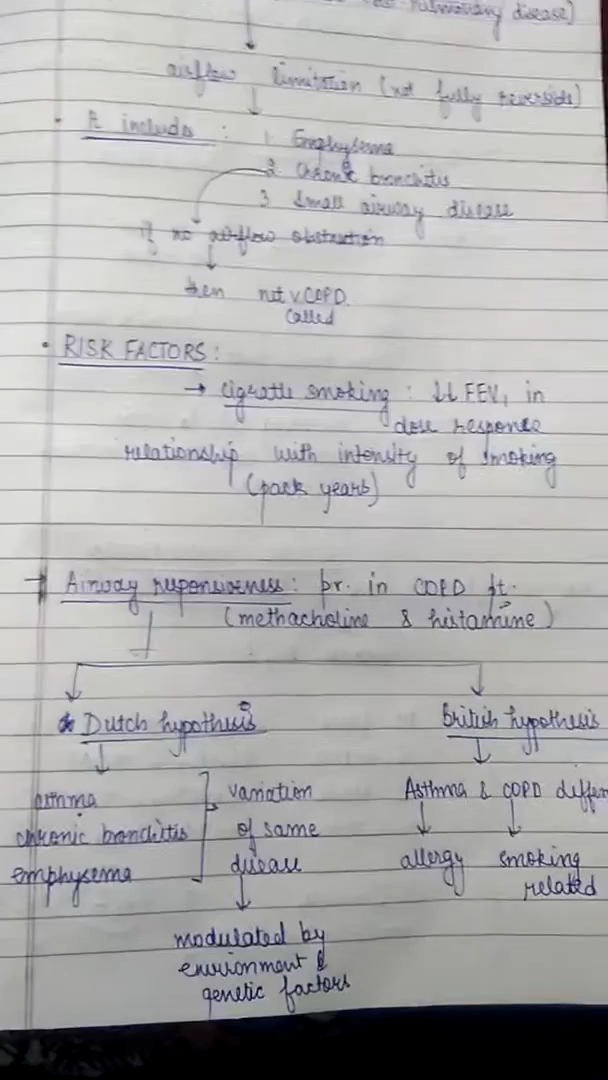 Pulmonary disease)
airflow limitation (not fully reversible)
It includes : 1 Emphysema
2 Chronic bronchitis
3 Small airway disease
if no airflow obstruction
then not COPD.
called
• RISK FACTORS :
→ Cigratte smoking : ↓↓ FEV₁ in
dose response
relationship with intensity of smoking
(pack years)
Airway responsiveness : pr. in COPD pt.
(methacholine & histamine)
Dutch hypothesis British hypothesis
asthma variation Asthma & COPD differ
chronic bronchitis of same
emphysema disease allergy smoking
related
modulated by
environment &
genetic factors